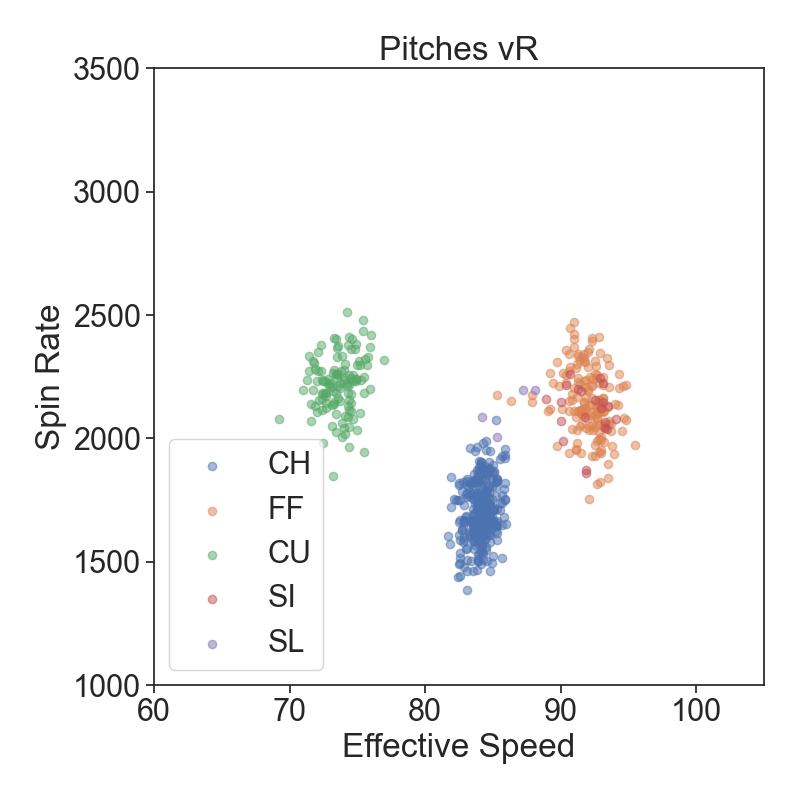 Pitches vR
3500
3000
2500
2000
1500
1000
Spin Rate
CH
FF
CU
SI
SL
60 70 80 90 100
Effective Speed